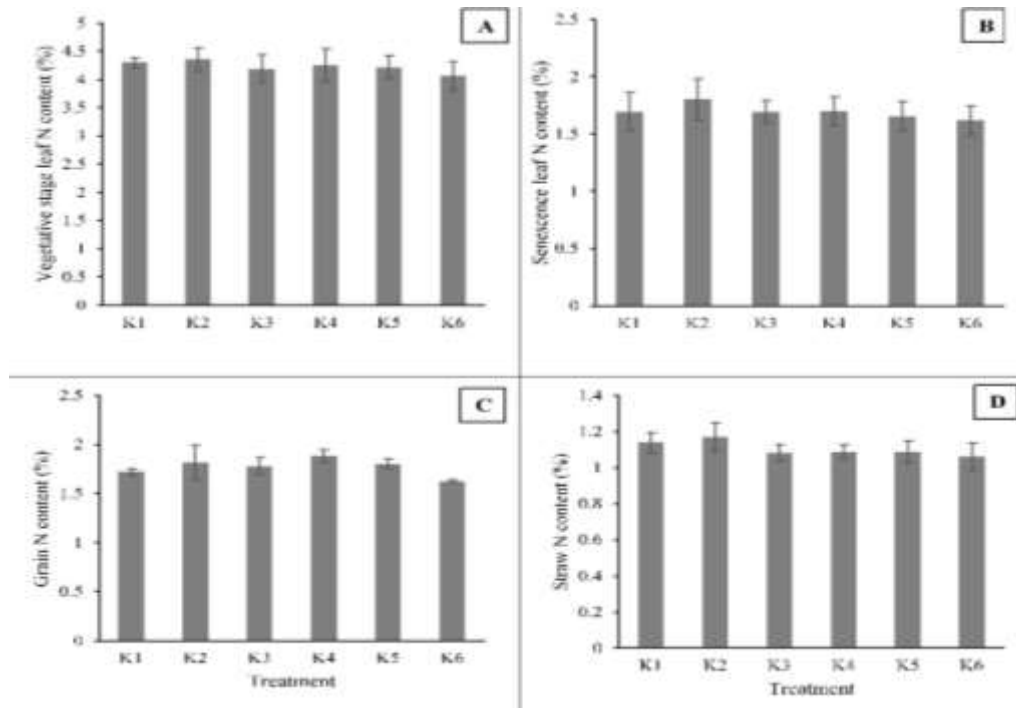 A
Vegetative stage leaf N content (%)
5
4.5
4
3.5
3
2.5
2
1.5
1
0.5
0
K1 K2 K3 K4 K5 K6
B
Senescence leaf N content (%)
2.5
2
1.5
1
0.5
0
K1 K2 K3 K4 K5 K6
C
Grain N content (%)
2.5
2
1.5
1
0.5
0
K1 K2 K3 K4 K5 K6
Treatment
D
Straw N content (%)
1.4
1.2
1
0.8
0.6
0.4
0.2
0
K1 K2 K3 K4 K5 K6
Treatment